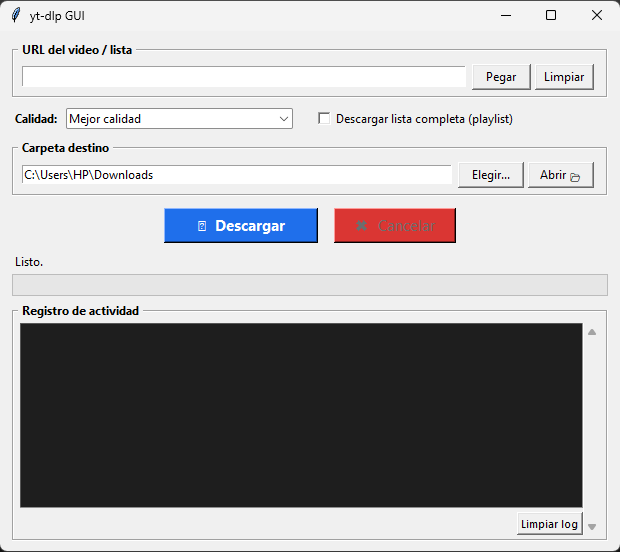 yt-dlp GUI
URL del video / lista
Pegar Limpiar
Calidad: Mejor calidad Descargar lista completa (playlist)
Carpeta destino
C:\Users\HP\Downloads Elegir... Abrir
Descargar Cancelar
Listo.
Registro de actividad
Limpiar log